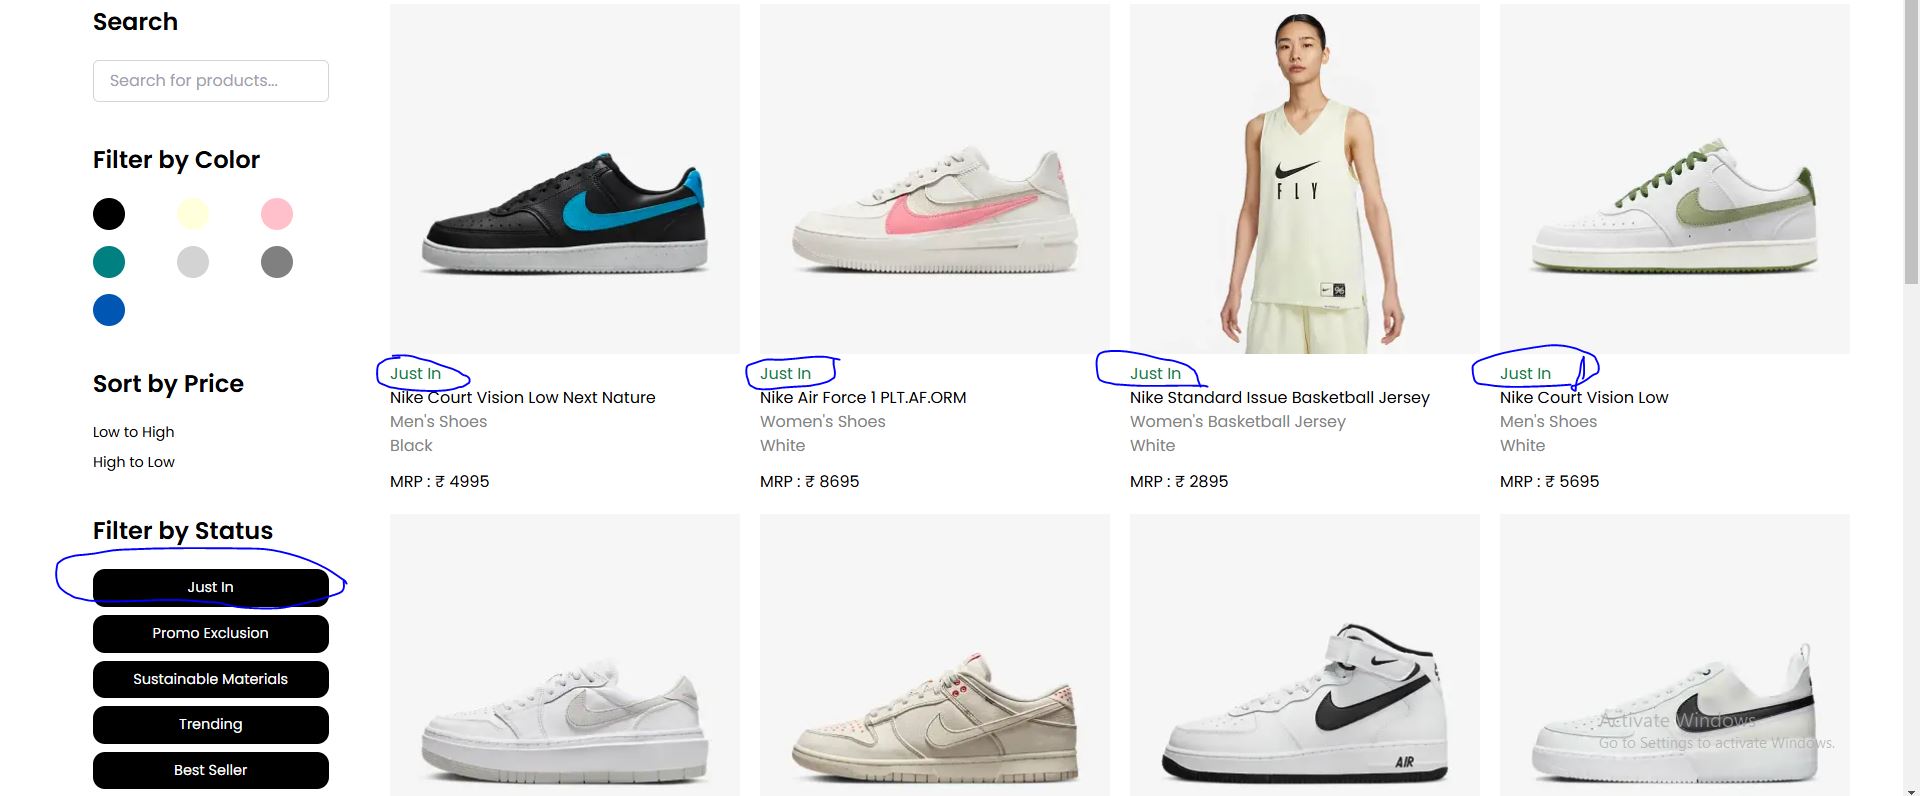 Search
Search for products...
Filter by Color
Sort by Price
Low to High
High to Low
Filter by Status
Just In
Promo Exclusion
Sustainable Materials
Trending
Best Seller
Just In
Nike Court Vision Low Next Nature
Men's Shoes
Black
MRP : ₹ 4995
Just In
Nike Air Force 1 PLT.AF.ORM
Women's Shoes
White
MRP : ₹ 8695
FLY
Just In
Nike Standard Issue Basketball Jersey
Women's Basketball Jersey
White
MRP : ₹ 2895
Just In
Nike Court Vision Low
Men's Shoes
White
MRP : ₹ 5695
AIR
Activate Windows
Go to Settings to activate Windows.